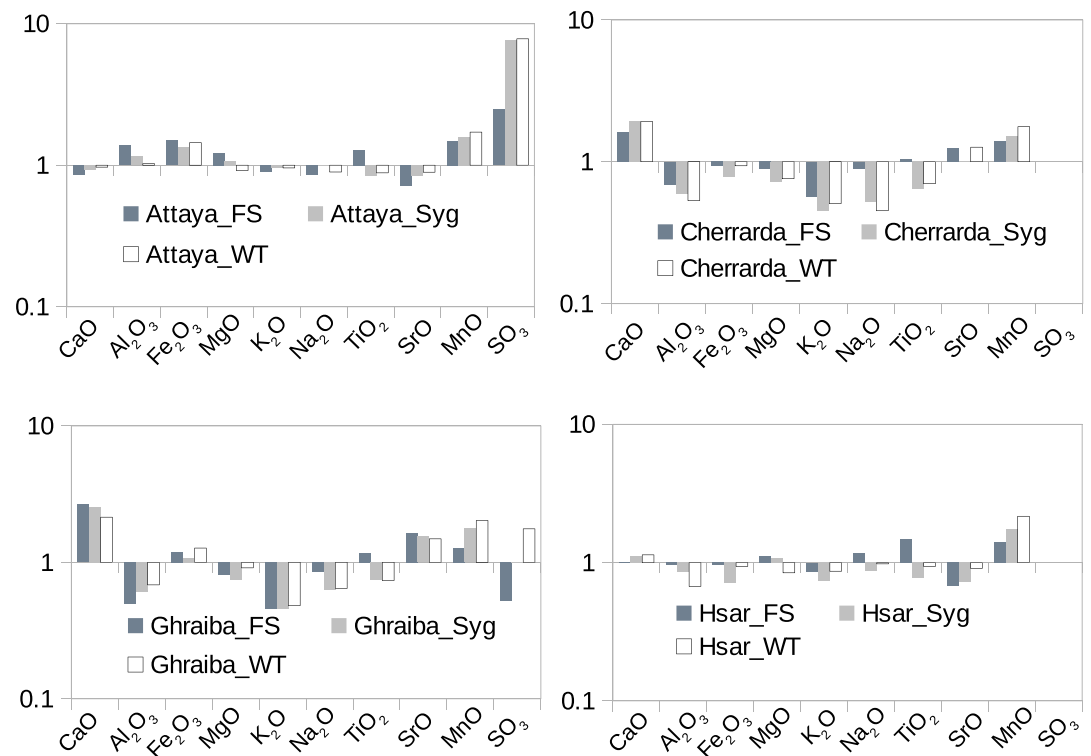 10
1
0.1
Attaya_FS Attaya_Syg
Attaya_WT
CaO Al₂O₃ Fe₂O₃ MgO K₂O Na₂O TiO₂ SrO MnO SO₃
10
1
0.1
Cherrarda_FS Cherrarda_Syg
Cherrarda_WT
CaO Al₂O₃ Fe₂O₃ MgO K₂O Na₂O TiO₂ SrO MnO SO₃
10
1
0.1
Ghraiba_FS Ghraiba_Syg
Ghraiba_WT
CaO Al₂O₃ Fe₂O₃ MgO K₂O Na₂O TiO₂ SrO MnO SO₃
10
1
0.1
Hsar_FS Hsar_Syg
Hsar_WT
CaO Al₂O₃ Fe₂O₃ MgO K₂O Na₂O TiO₂ SrO MnO SO₃